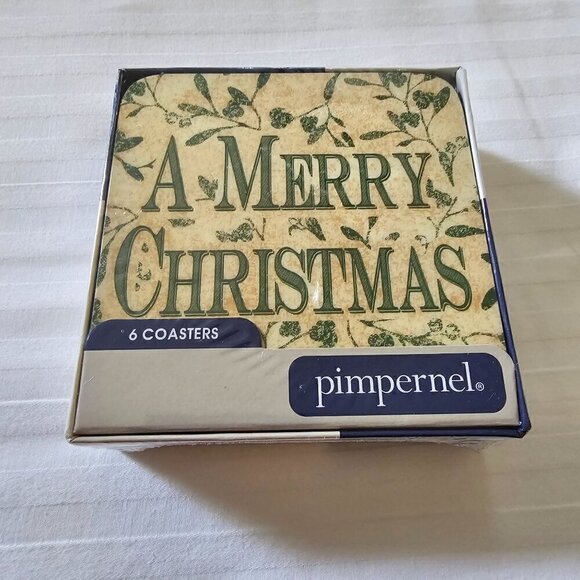 A MERRY
CHRISTMAS
6 COASTERS
pimpernel®